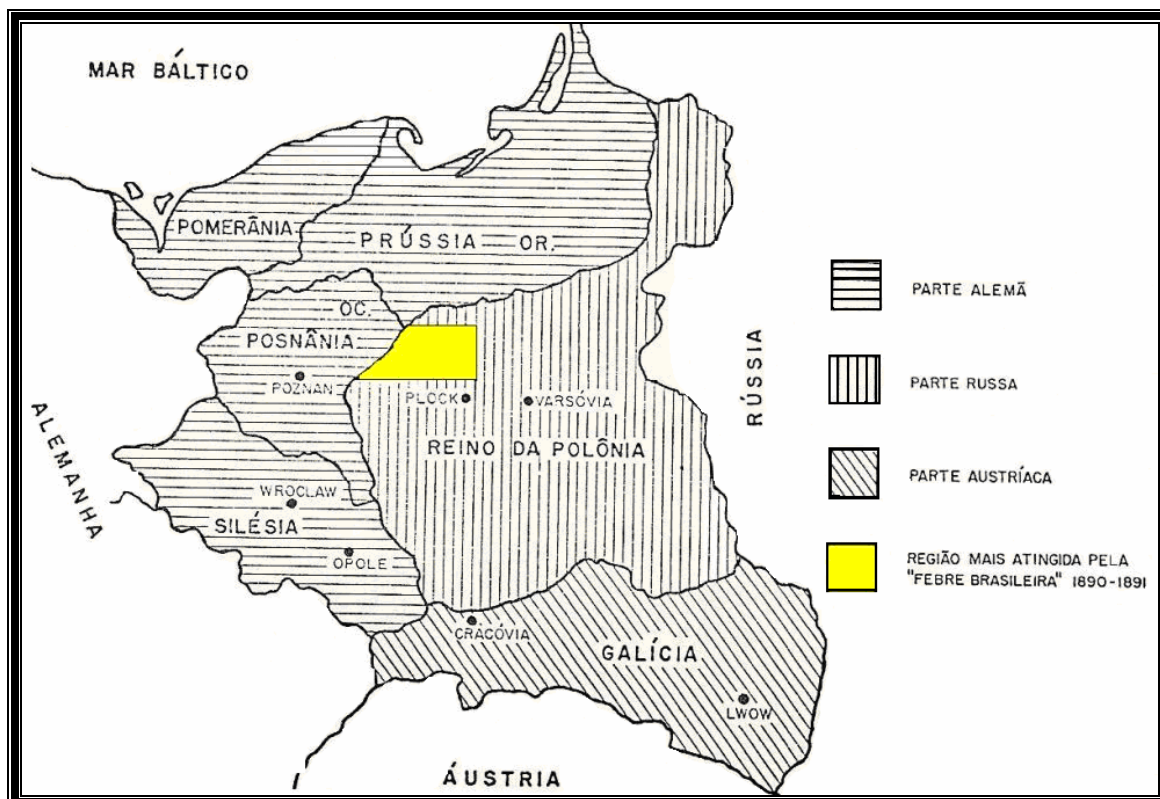 MAR BÁLTICO
POMERÂNIA
PRÚSSIA OR.
OC.
POSNÂNIA
POZNAN
PLOCK
VARSÓVIA
REINO DA POLÔNIA
ALEMANHA
WROCLAW
SILÉSIA
OPOLE
CRACÓVIA
GALÍCIA
LWOW
ÁUSTRIA
RÚSSIA
PARTE ALEMÃ
PARTE RUSSA
PARTE AUSTRÍACA
REGIÃO MAIS ATINGIDA PELA
"FEBRE BRASILEIRA" 1890-1891